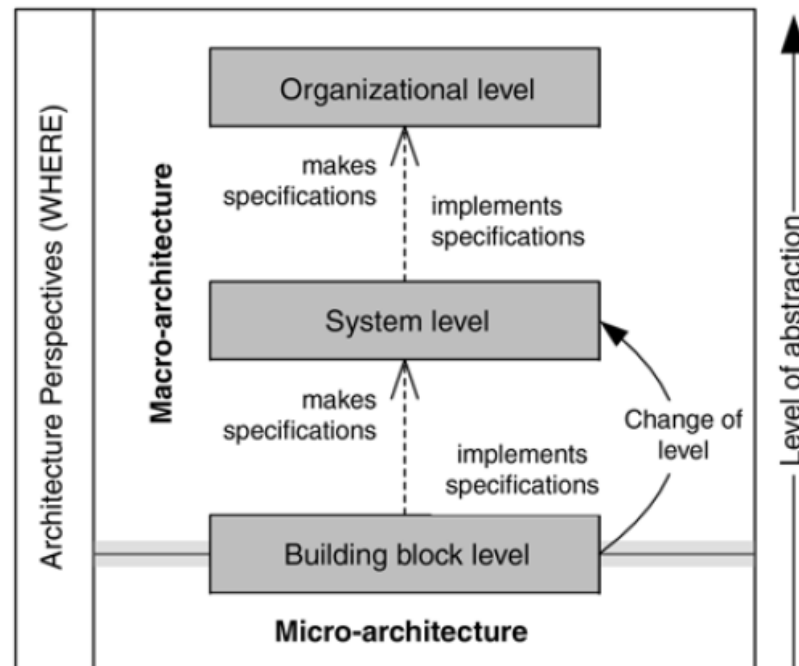 Architecture Perspectives (WHERE)
Macro-architecture
Organizational level
makes
specifications
implements
specifications
System level
makes
specifications
implements
specifications
Change of
level
Building block level
Micro-architecture
Level of abstraction